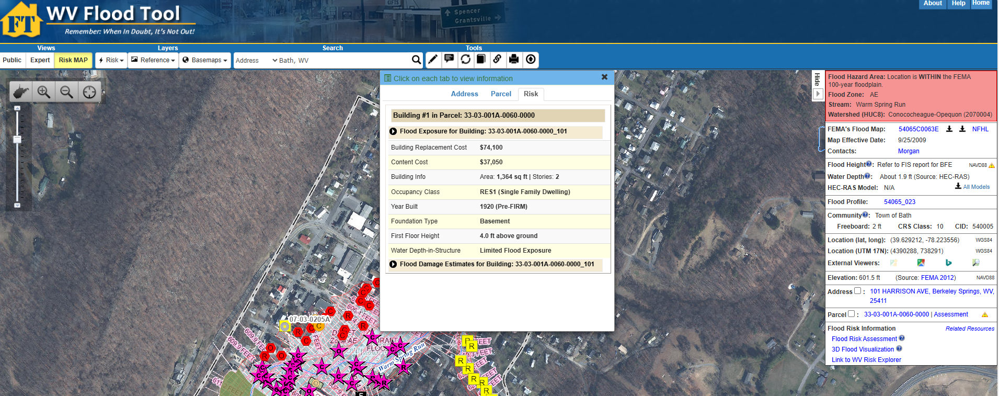 About Help Home
WV Flood Tool
Remember: When In Doubt, It's Not Out!
GIFTS
Spencer
Grantsville
Views Layers Search Tools
Public Expert Risk MAP Risk Reference Basemaps Address Bath, WV
Click on each tab to view information
Address Parcel Risk
Building #1 in Parcel: 33-03-001A-0060-0000
Flood Exposure for Building: 33-03-001A-0060-0000_101
Building Replacement Cost $74,100
Content Cost $37,050
Building Info Area: 1,364 sq ft | Stories: 2
Occupancy Class RES1 (Single Family Dwelling)
Year Built 1920 (Pre-FIRM)
Foundation Type Basement
First Floor Height 4.0 ft above ground
Water Depth-in-Structure Limited Flood Exposure
Flood Damage Estimates for Building: 33-03-001A-0060-0000_101
Hide
Flood Hazard Area: Location is WITHIN the FEMA
100-year floodplain.
Flood Zone: AE
Stream: Warm Spring Run
Watershed (HUC8): Conococheague-Opequon (2070004)
FEMA's Flood Map: 54065C0063E NFHL
Map Effective Date: 9/25/2009
Contacts: Morgan
Flood Height: Refer to FIS report for BFE NAVD88
Water Depth: About 1.9 ft (Source: HEC-RAS)
HEC-RAS Model: N/A All Models
Flood Profile: 54065_023
Community: Town of Bath
Freeboard: 2 ft CRS Class: 10 CID: 540005
Location (lat, long): (39.629212, -78.223556) WGS84
Location (UTM 17N): (4390288, 738291) WGS84
External Viewers:
Elevation: 601.5 ft (Source: FEMA 2012) NAVD88
Address : 101 HARRISON AVE, Berkeley Springs, WV,
25411
Parcel : 33-03-001A-0060-0000 | Assessment
Flood Risk Information Related Resources
Flood Risk Assessment
3D Flood Visualization
Link to WV Risk Explorer
07-03-0205A
Zone AE
DRAFT
Warm Spring Run
609.9 FEET